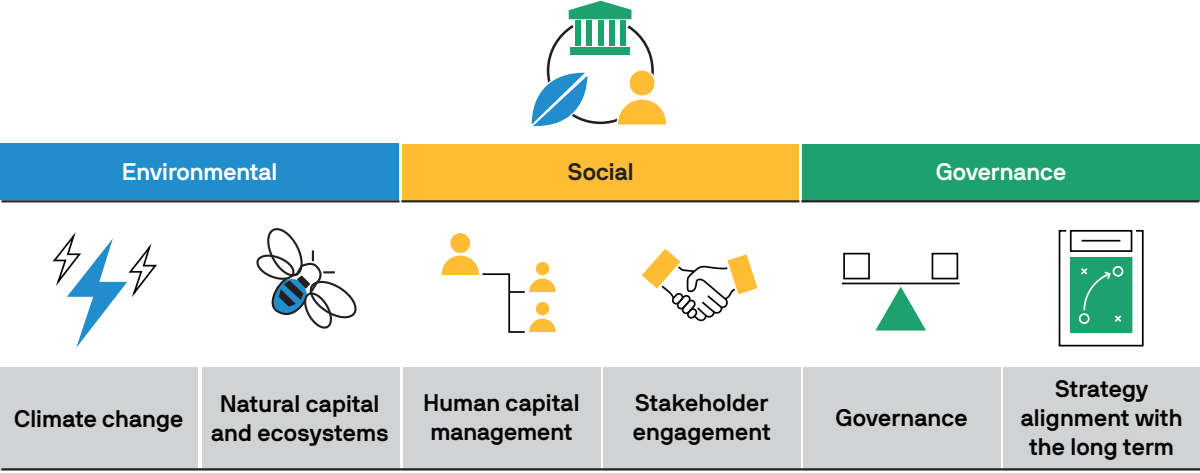 Environmental
Social
Governance
Climate change
Natural capital
and ecosystems
Human capital
management
Stakeholder
engagement
Governance
Strategy
alignment with
the long term